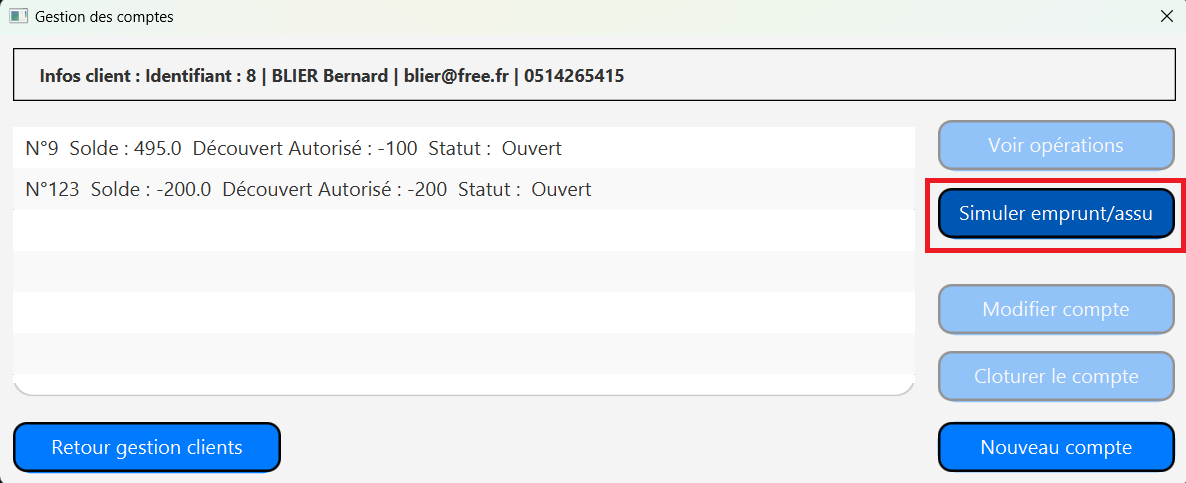 Gestion des comptes
Infos client : Identifiant : 8 | BLIER Bernard | blier@free.fr | 0514265415
N°9 Solde : 495.0 Découvert Autorisé : -100 Statut : Ouvert
N°123 Solde : -200.0 Découvert Autorisé : -200 Statut : Ouvert
Voir opérations
Simuler emprunt/assu
Modifier compte
Cloturer le compte
Retour gestion clients
Nouveau compte